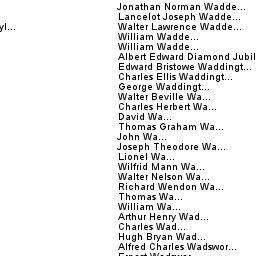 Jonathan Norman Wadde...
Lancelot Joseph Wadde...
yl...
Walter Lawrence Wadde...
William Wadde...
William Wadde...
Albert Edward Diamond Jubil
Edward Bristowe Waddingt...
Charles Ellis Waddingt...
George Waddingt...
Walter Beville Wa...
Charles Herbert Wa...
David Wa...
Thomas Graham Wa...
John Wa...
Joseph Theodore Wa...
Lionel Wa...
Wilfrid Mann Wa...
Walter Nelson Wa...
Richard Wendon Wa...
Thomas Wa...
William Wa...
Arthur Henry Wad...
Charles Wad...
Hugh Bryan Wad...
Alfred Charles Wadswor...